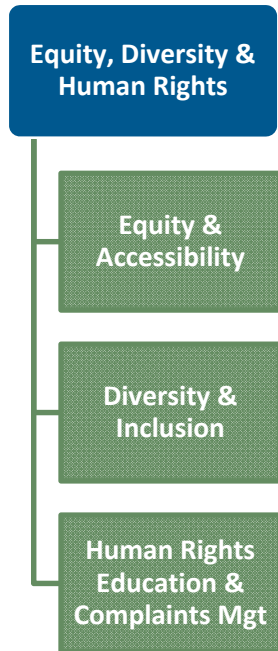 Equity, Diversity &
Human Rights
Equity &
Accessibility
Diversity &
Inclusion
Human Rights
Education &
Complaints Mgt